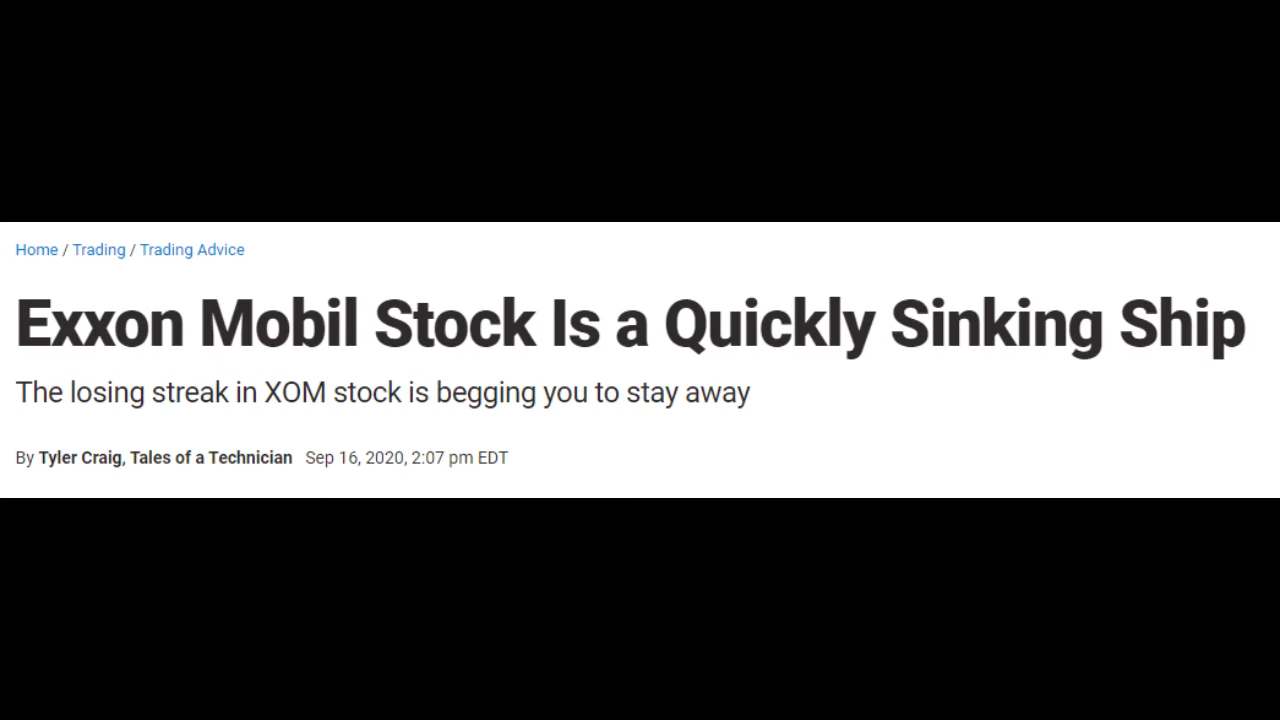 Home / Trading / Trading Advice
Exxon Mobil Stock Is a Quickly Sinking Ship
The losing streak in XOM stock is begging you to stay away
By Tyler Craig, Tales of a Technician Sep 16, 2020, 2:07 pm EDT